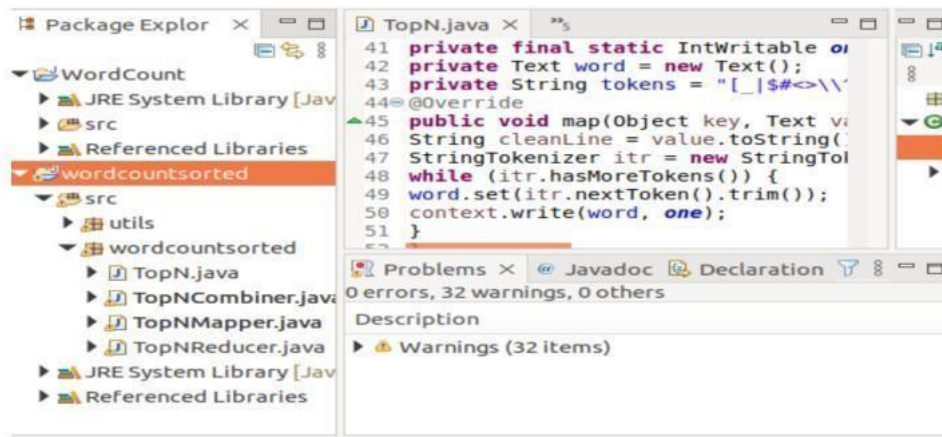 Package Explor
WordCount
JRE System Library [Jav
src
Referenced Libraries
wordcountsorted
src
utils
wordcountsorted
TopN.java
TopNCombiner.java
TopNMapper.java
TopNReducer.java
JRE System Library [Jav
Referenced Libraries
TopN.java
»5
41 private final static IntWritable
42 private Text word = new Text();
43 private String tokens = "[_|$#<>\\^
44 @Override
45 public void map(Object key, Text va
46 String cleanLine = value.toString(
47 StringTokenizer itr = new StringTok
48 while (itr.hasMoreTokens()) {
49 word.set(itr.nextToken().trim());
50 context.write(word, one);
51 }
Problems @ Javadoc Declaration
0 errors, 32 warnings, 0 others
Description
Warnings (32 items)